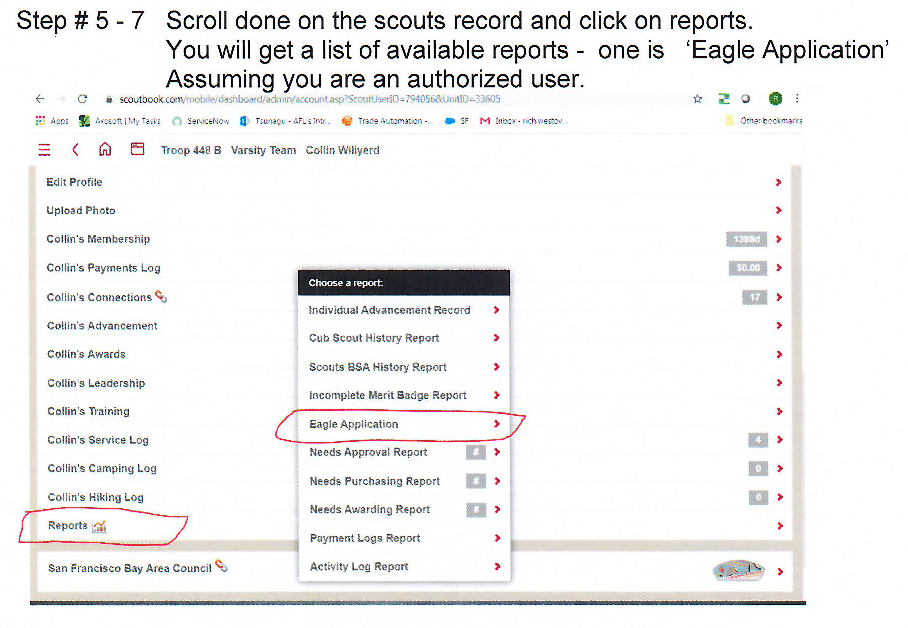 Step # 5 - 7 Scroll done on the scouts record and click on reports.
You will get a list of available reports - one is ‘Eagle Application’
Assuming you are an authorized user.
scoutbook.com/mobile/dashboard/admin/account.asp?ScoutUserID=794056&UnitID=33605
Apps Axosoft | My Tasks ServiceNow Tsunagu - AFL's Intr... Trade Automation -... SF Inbox - rich.westov... Other bookmarks
Troop 448 B Varsity Team Collin Willyerd
Edit Profile
Upload Photo
Collin's Membership 1398d
Collin's Payments Log $0.00
Collin's Connections 17
Collin's Advancement
Collin's Awards
Collin's Leadership
Collin's Training
Collin's Service Log 4
Collin's Camping Log 0
Collin's Hiking Log 0
Reports
San Francisco Bay Area Council
Choose a report:
Individual Advancement Record
Cub Scout History Report
Scouts BSA History Report
Incomplete Merit Badge Report
Eagle Application
Needs Approval Report #
Needs Purchasing Report #
Needs Awarding Report #
Payment Logs Report
Activity Log Report